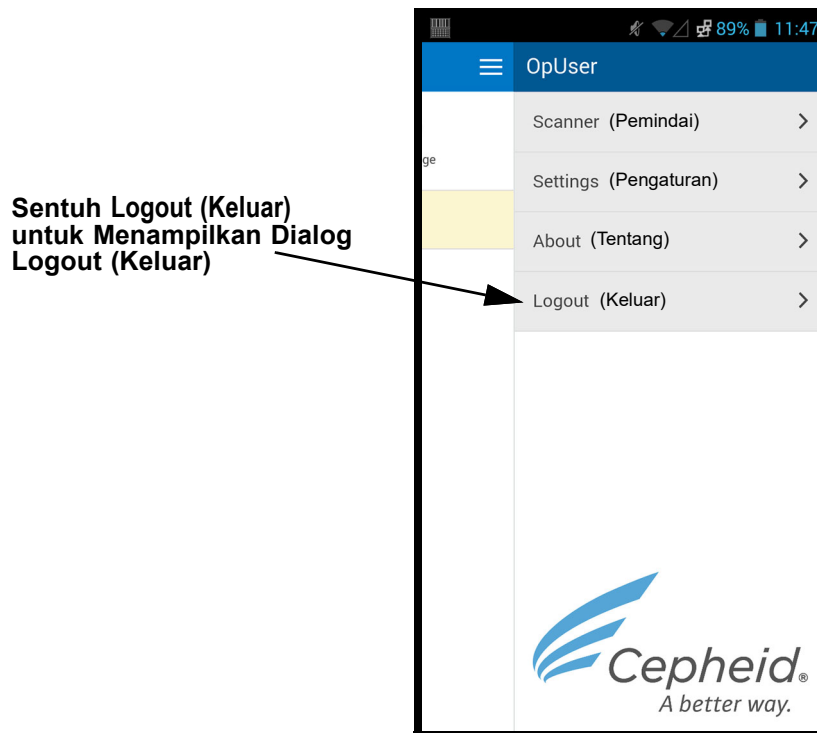 89% 11:47
OpUser
Scanner (Pemindai)
ge
Settings (Pengaturan)
Sentuh Logout (Keluar)
untuk Menampilkan Dialog
Logout (Keluar)
About (Tentang)
Logout (Keluar)
Cepheid®
A better way.